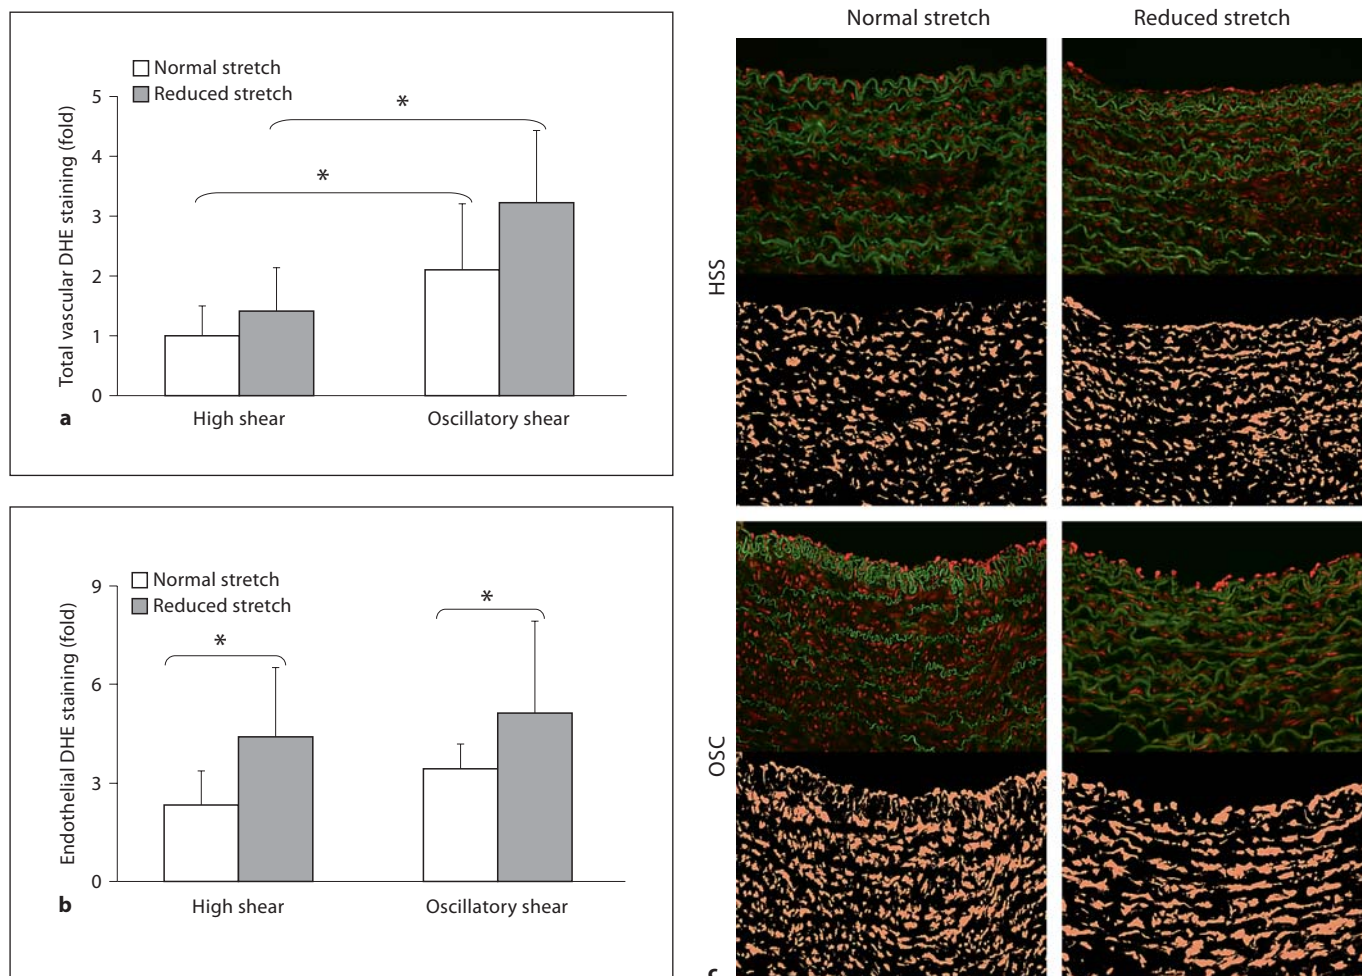 Normal stretch
Reduced stretch
*
*
5
4
3
2
1
0
Total vascular DHE staining (fold)
High shear
Oscillatory shear
a
Normal stretch
Reduced stretch
*
*
9
6
3
0
Endothelial DHE staining (fold)
High shear
Oscillatory shear
b
Normal stretch
Reduced stretch
HSS
OSC
c